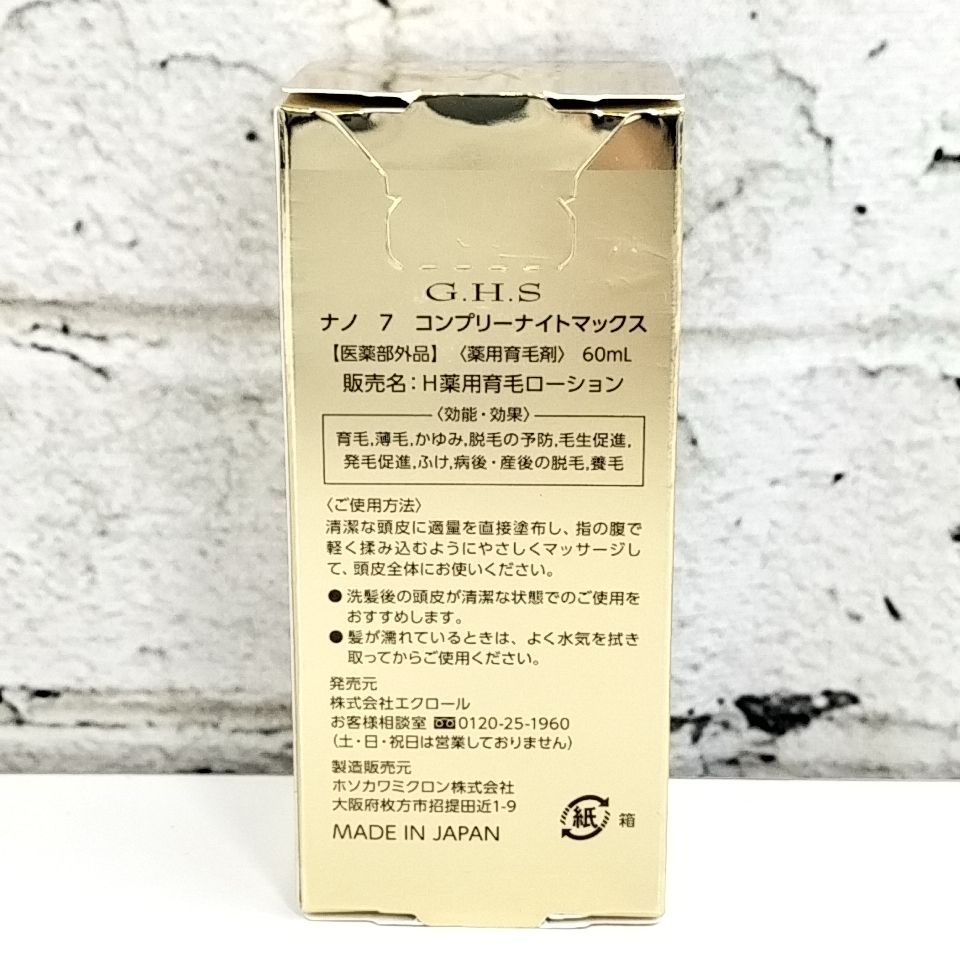 G.H.S
ナノ 7 コンプリーナイトマックス
【医薬部外品】〈薬用育毛剤〉 60mL
販売名：H薬用育毛ローション
〈効能・効果〉
育毛,薄毛,かゆみ,脱毛の予防,毛生促進,
発毛促進,ふけ,病後・産後の脱毛,養毛
〈ご使用方法〉
清潔な頭皮に適量を直接塗布し、指の腹で
軽く揉み込むようにやさしくマッサージし
て、頭皮全体にお使いください。
●洗髪後の頭皮が清潔な状態でのご使用を
おすすめします。
●髪が濡れているときは、よく水気を拭き
取ってからご使用ください。
発売元
株式会社エクロール
お客様相談室 0120-25-1960
（土・日・祝日は営業しておりません）
製造販売元
ホソカワミクロン株式会社
大阪府枚方市招提田近1-9
MADE IN JAPAN
紙 箱